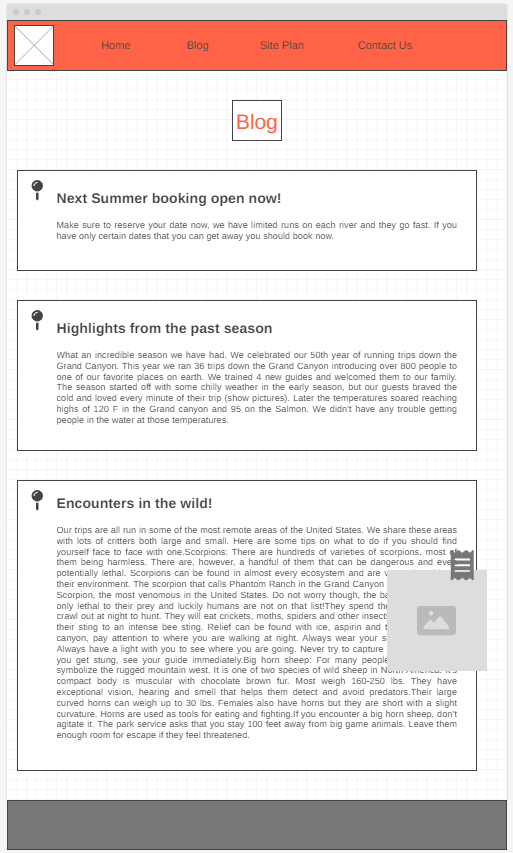 Home Blog Site Plan Contact Us
Blog
Next Summer booking open now!
Make sure to reserve your date now, we have limited runs on each river and they go fast. If you
have only certain dates that you can get away you should book now.
Highlights from the past season
What an incredible season we have had. We celebrated our 50th year of running trips down the
Grand Canyon. This year we ran 36 trips down the Grand Canyon introducing over 800 people to
one of our favorite places on earth. We trained 4 new guides and welcomed them to our family.
The season started off with some chilly weather in the early season, but our guests braved the
cold and loved every minute of their trip (show pictures). Later the temperatures soared reaching
highs of 120 F in the Grand canyon and 95 on the Salmon. We didn't have any trouble getting
people in the water at those temperatures.
Encounters in the wild!
Our trips are all run in some of the most remote areas of the United States. We share these areas
with lots of critters both large and small. Here are some tips on what to do if you should find
yourself face to face with one.Scorpions: There are hundreds of varieties of scorpions, most
them being harmless. There are, however, a handful of them that can be dangerous and even
potentially lethal. Scorpions can be found in almost every ecosystem and are
their environment. The scorpion that calls Phantom Ranch in the Grand Canyon
Scorpion, the most venomous in the United States. Do not worry though, the
only lethal to their prey and luckily humans are not on that list!They spend
crawl out at night to hunt. They will eat crickets, moths, spiders and other
their sting to an intense bee sting. Relief can be found with ice, aspirin and
canyon, pay attention to where you are walking at night. Always wear your
Always have a light with you to see where you are going. Never try to capture
you get stung, see your guide immediately.Big horn sheep: For many
symbolize the rugged mountain west. It is one of two species of wild sheep in North America. It's
compact body is muscular with chocolate brown fur. Most weigh 160-250 lbs. They have
exceptional vision, hearing and smell that helps them detect and avoid predators.Their large
curved horns can weigh up to 30 lbs. Females also have horns but they are short with a slight
curvature. Horns are used as tools for eating and fighting.If you encounter a big horn sheep, don't
agitate it. The park service asks that you stay 100 feet away from big game animals. Leave them
enough room for escape if they feel threatened.